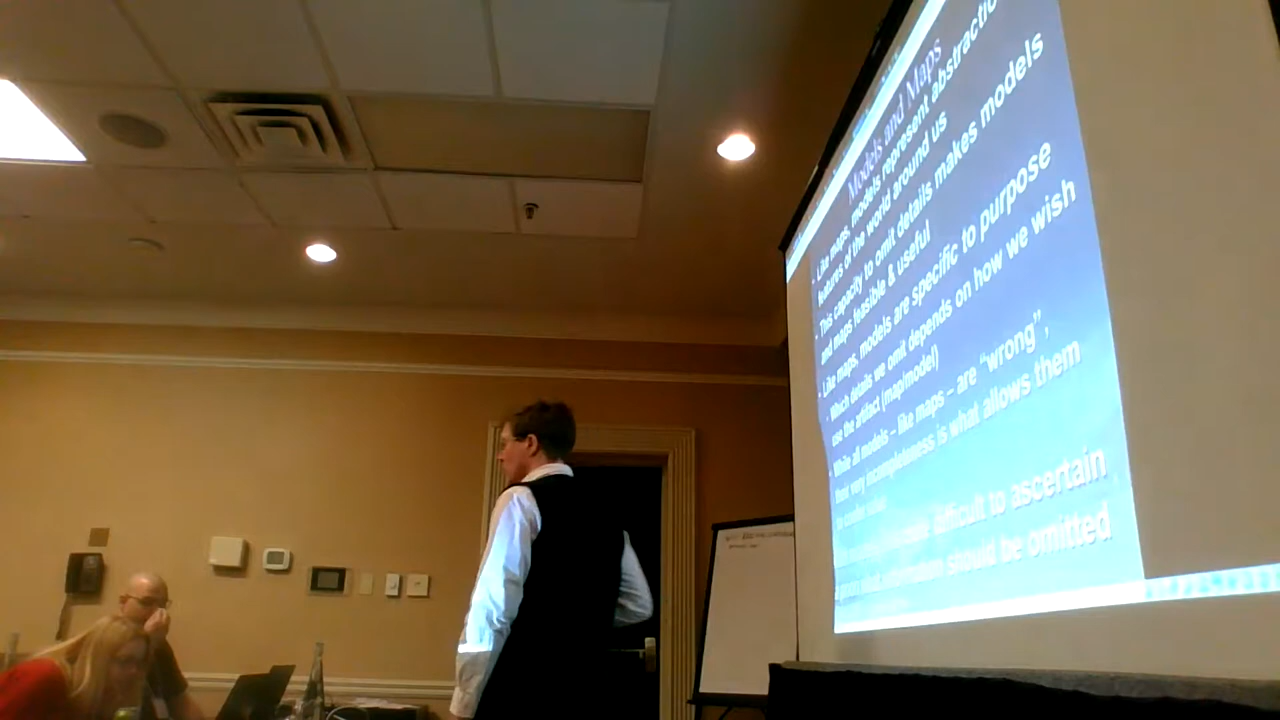 Models and Maps
• Like maps, models represent abstractio
features of the world around us
• This capacity to omit details makes models
and maps feasible & useful
• Like maps, models are specific to purpose
• Which details we omit depends on how we wish
use the artifact (map/model)
While all models – like maps – are “wrong”,
their very incompleteness is what allows them
difficult to ascertain
should be omitted